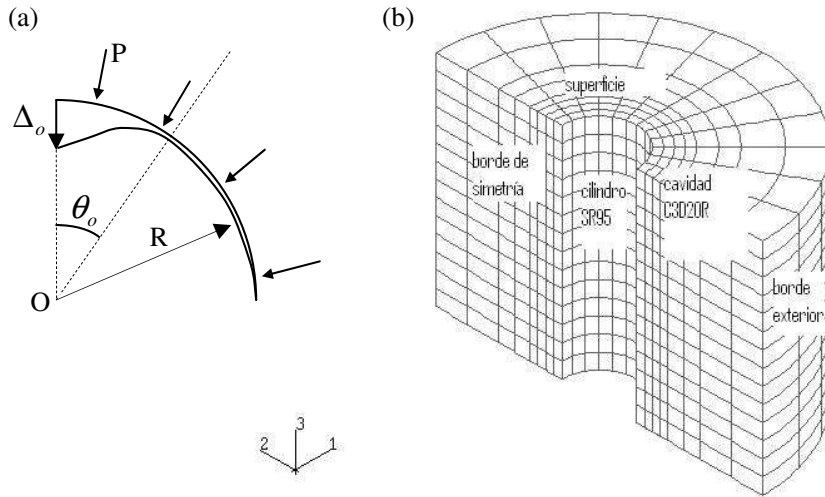 (a)
P
Δo
θo
R
O
3
2
1
(b)
superficie
borde de
simetría
cilindro
SR95
cavidad
C3D20R
borde
exterior